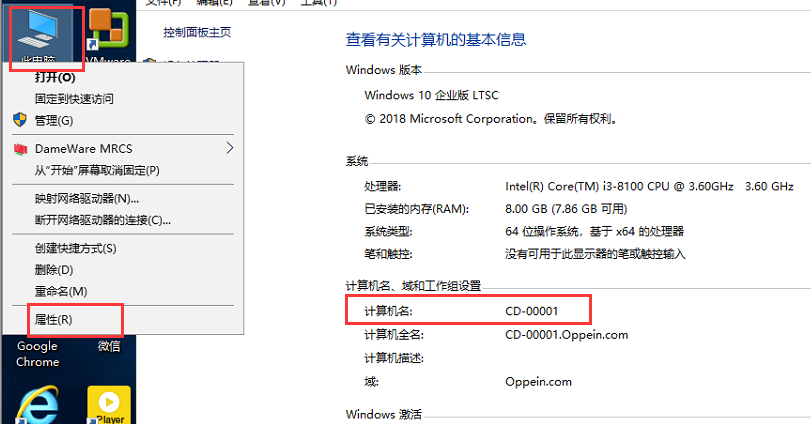 文件(F) 编辑(E) 查看(V) 工具(T)
此电脑
VMware
打开(O)
固定到快速访问
管理(G)
DameWare MRCS
从"开始"屏幕取消固定(P)
映射网络驱动器(N)...
断开网络驱动器的连接(C)...
创建快捷方式(S)
删除(D)
重命名(M)
属性(R)
Google
Chrome
微信
Player
控制面板主页
查看有关计算机的基本信息
Windows 版本
Windows 10 企业版 LTSC
© 2018 Microsoft Corporation。保留所有权利。
系统
处理器: Intel(R) Core(TM) i3-8100 CPU @ 3.60GHz 3.60 GHz
已安装的内存(RAM): 8.00 GB (7.86 GB 可用)
系统类型: 64 位操作系统，基于 x64 的处理器
笔和触控: 没有可用于此显示器的笔或触控输入
计算机名、域和工作组设置
计算机名: CD-00001
计算机全名: CD-00001.Oppein.com
计算机描述:
域: Oppein.com
Windows 激活